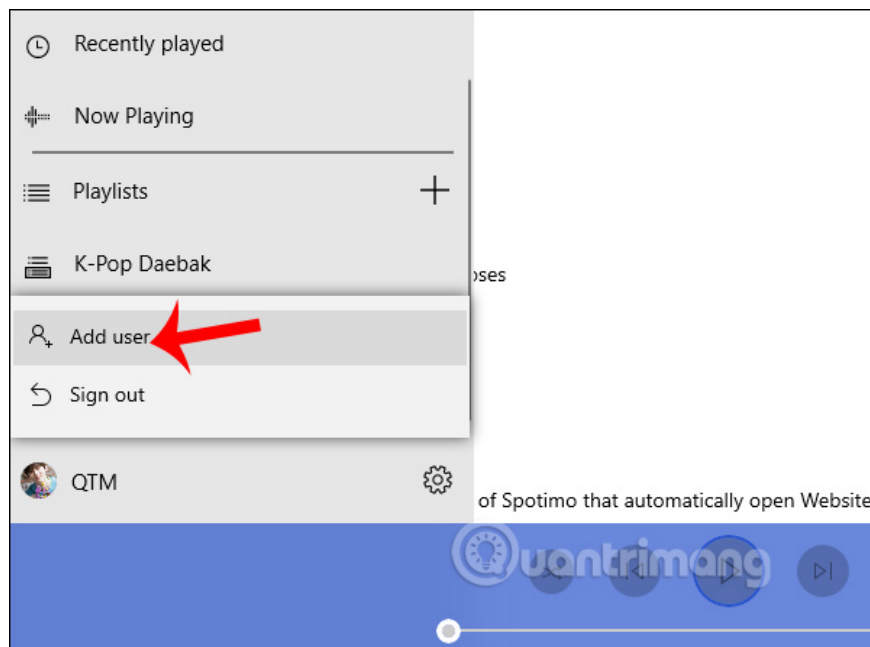 Recently played
Now Playing
Playlists
K-Pop Daebak
oses
Add user
Sign out
QTM
of Spotimo that automatically open Website
Quantrimang